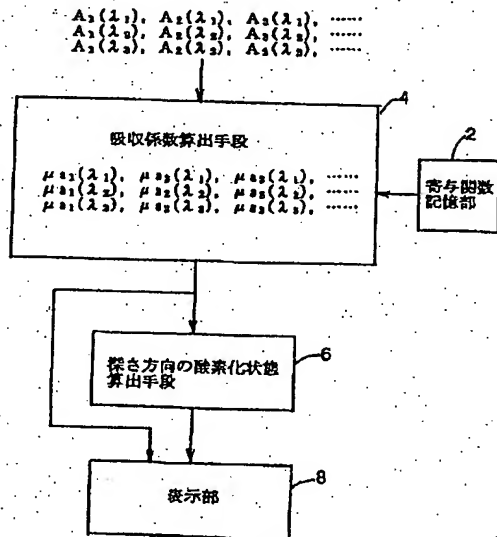 A₁(λ₁), A₂(λ₁), A₃(λ₁), ……
A₁(λ₂), A₂(λ₂), A₃(λ₂), ……
A₁(λ₃), A₂(λ₃), A₃(λ₃), ……
4
吸収係数算出手段
μa₁(λ₁), μa₂(λ₁), μa₃(λ₁), ……
μa₁(λ₂), μa₂(λ₂), μa₃(λ₂), ……
μa₁(λ₃), μa₂(λ₃), μa₃(λ₃), ……
2
寄与関数
記憶部
6
深さ方向の酸素化状態
算出手段
8
表示部